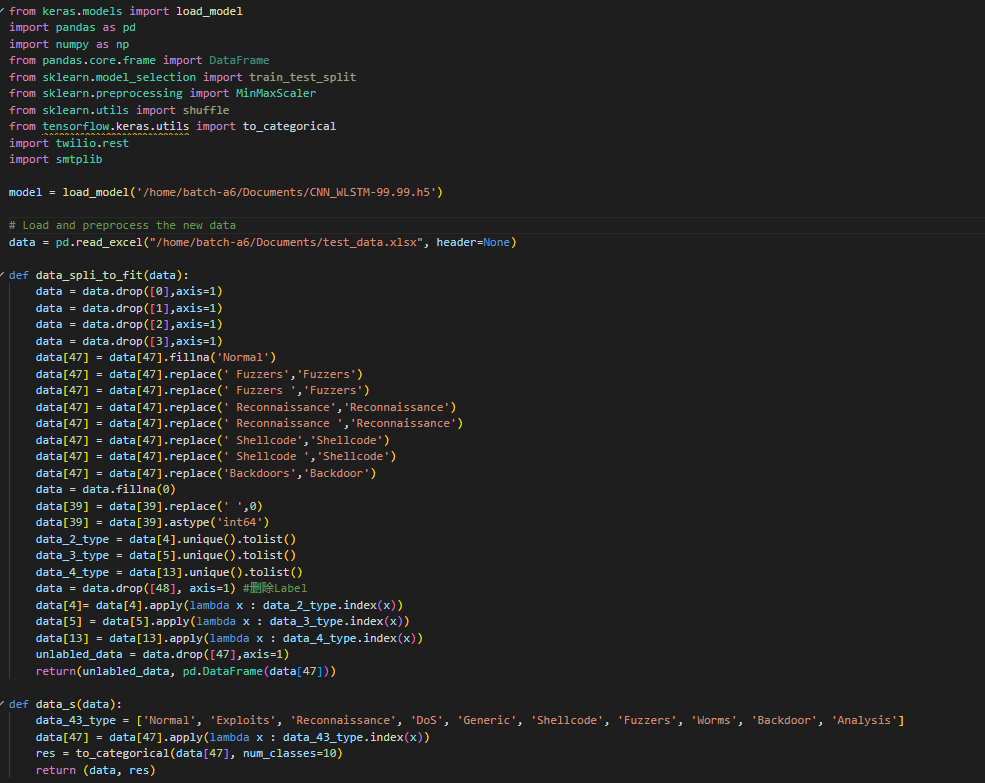 from keras.models import load_model
import pandas as pd
import numpy as np
from pandas.core.frame import DataFrame
from sklearn.model_selection import train_test_split
from sklearn.preprocessing import MinMaxScaler
from sklearn.utils import shuffle
from tensorflow.keras.utils import to_categorical
import twilio.rest
import smtplib

model = load_model('/home/batch-a6/Documents/CNN_WLSTM-99.99.h5')

# Load and preprocess the new data
data = pd.read_excel("/home/batch-a6/Documents/test_data.xlsx", header=None)

def data_spli_to_fit(data):
    data = data.drop([0],axis=1)
    data = data.drop([1],axis=1)
    data = data.drop([2],axis=1)
    data = data.drop([3],axis=1)
    data[47] = data[47].fillna('Normal')
    data[47] = data[47].replace(' Fuzzers','Fuzzers')
    data[47] = data[47].replace(' Fuzzers ','Fuzzers')
    data[47] = data[47].replace(' Reconnaissance','Reconnaissance')
    data[47] = data[47].replace(' Reconnaissance ','Reconnaissance')
    data[47] = data[47].replace(' Shellcode','Shellcode')
    data[47] = data[47].replace(' Shellcode ','Shellcode')
    data[47] = data[47].replace('Backdoors','Backdoor')
    data = data.fillna(0)
    data[39] = data[39].replace(' ',0)
    data[39] = data[39].astype('int64')
    data_2_type = data[4].unique().tolist()
    data_3_type = data[5].unique().tolist()
    data_4_type = data[13].unique().tolist()
    data = data.drop([48], axis=1) #删除Label
    data[4]= data[4].apply(lambda x : data_2_type.index(x))
    data[5] = data[5].apply(lambda x : data_3_type.index(x))
    data[13] = data[13].apply(lambda x : data_4_type.index(x))
    unlabled_data = data.drop([47],axis=1)
    return(unlabled_data, pd.DataFrame(data[47]))

def data_s(data):
    data_43_type = ['Normal', 'Exploits', 'Reconnaissance', 'DoS', 'Generic', 'Shellcode', 'Fuzzers', 'Worms', 'Backdoor', 'Analysis']
    data[47] = data[47].apply(lambda x : data_43_type.index(x))
    res = to_categorical(data[47], num_classes=10)
    return (data, res)